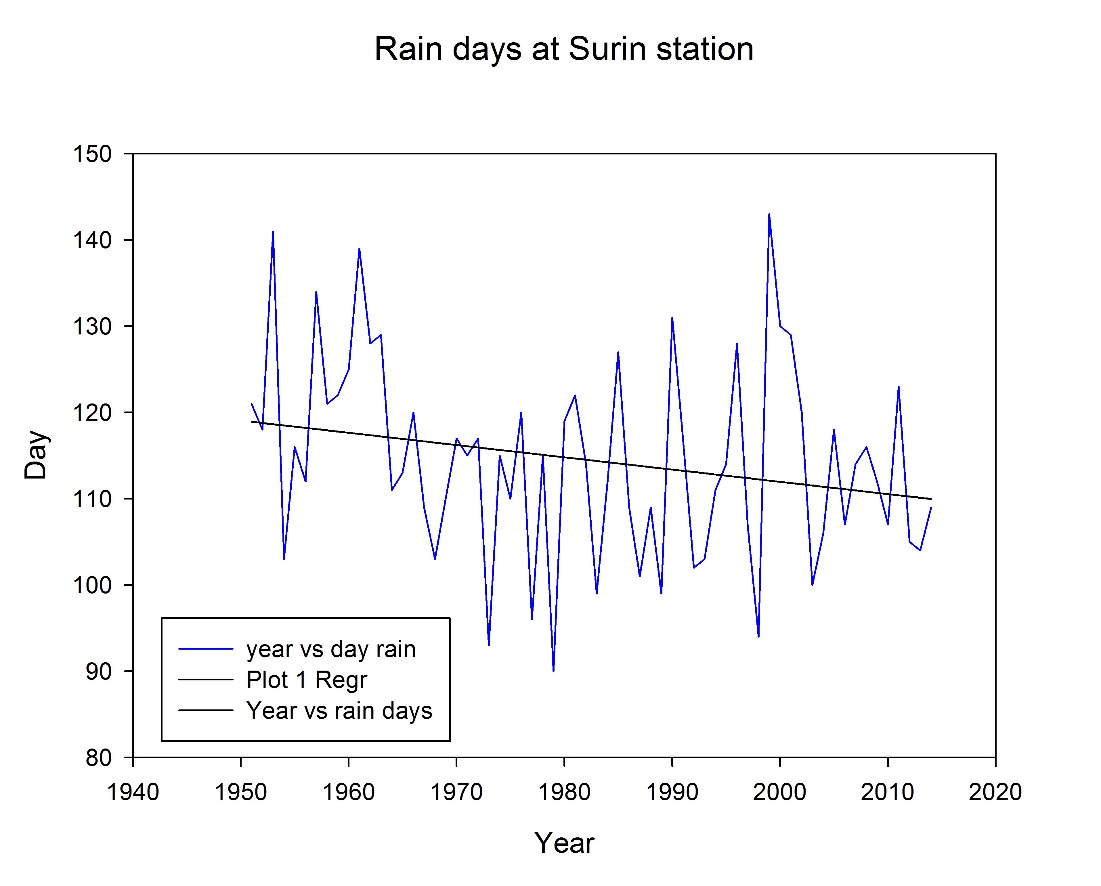 Rain days at Surin station
150
140
130
120
110
100
90
80
Day
year vs day rain
Plot 1 Regr
Year vs rain days
1940 1950 1960 1970 1980 1990 2000 2010 2020
Year